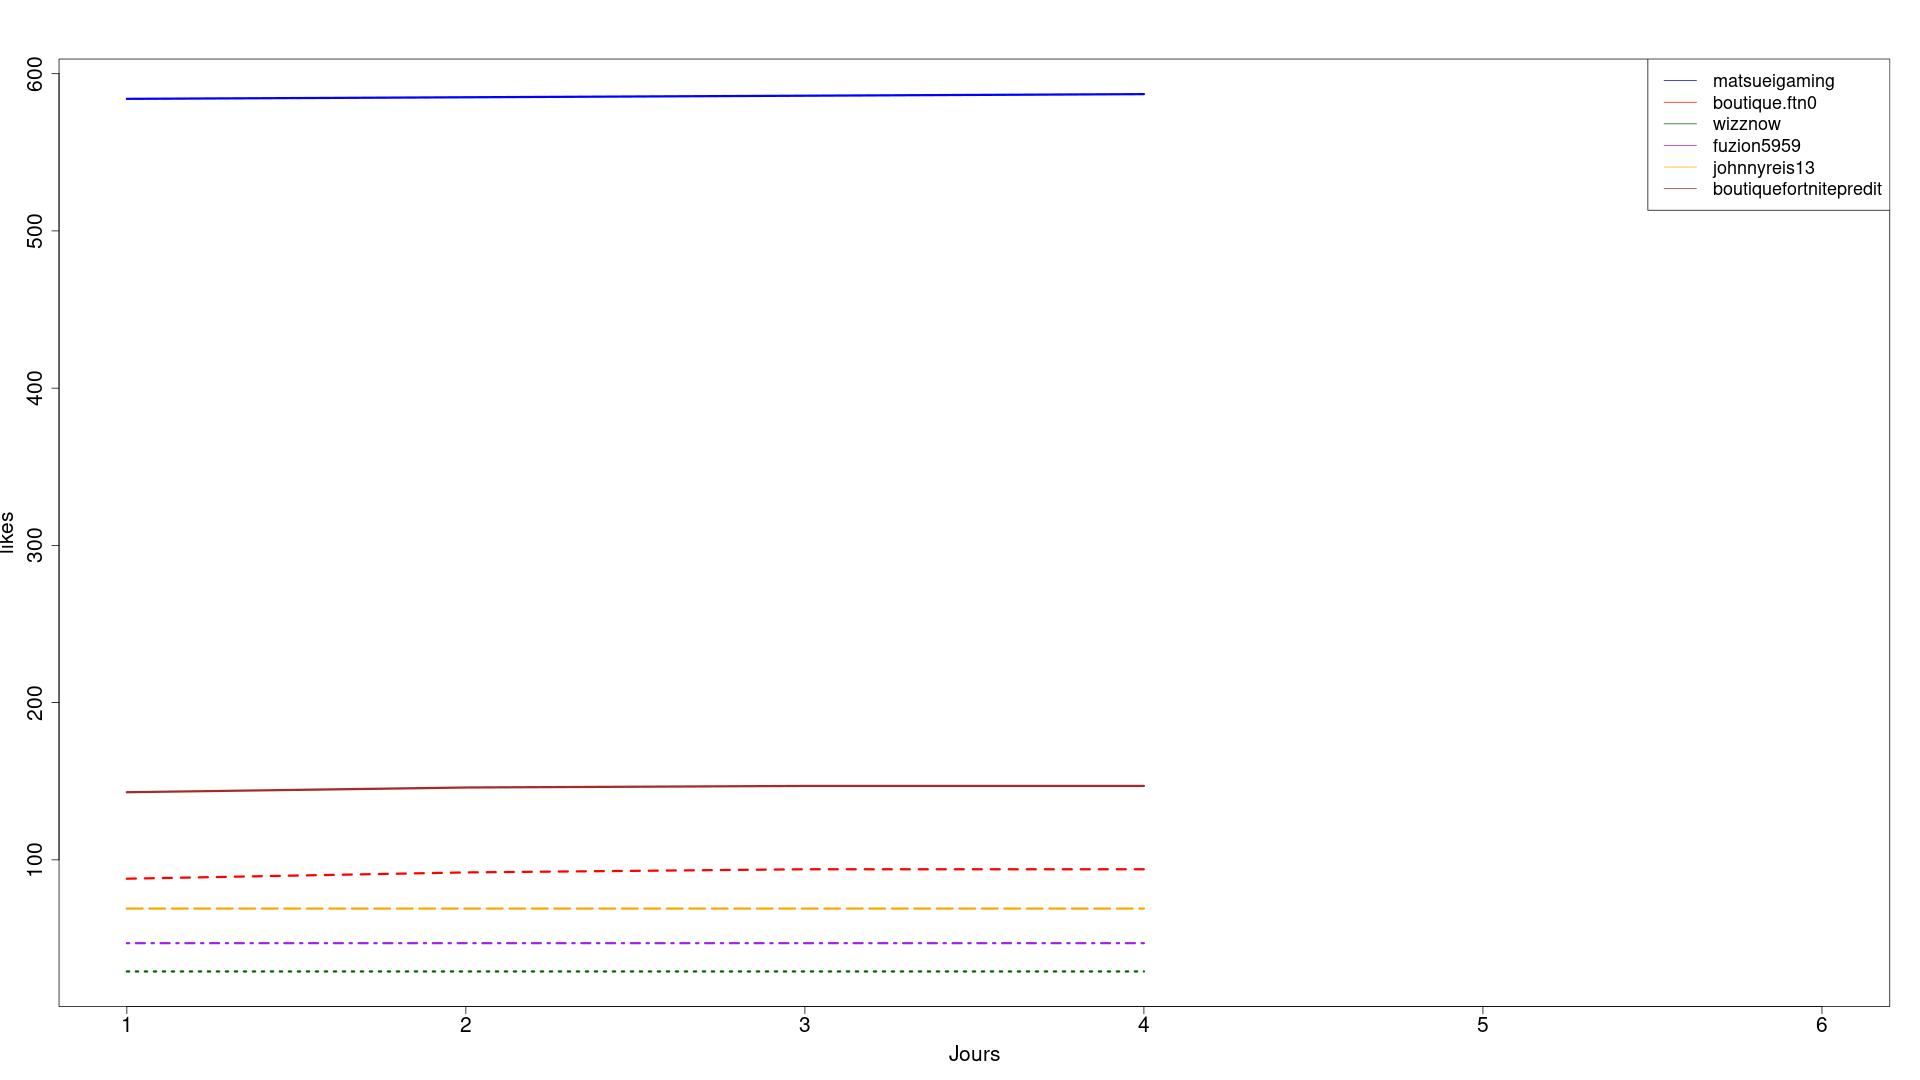 matsueigaming
boutique.ftn0
wizznow
fuzion5959
johnnyreis13
boutiquefortnitepredit
600
500
400
300
200
100
likes
1 2 3 4 5 6
Jours